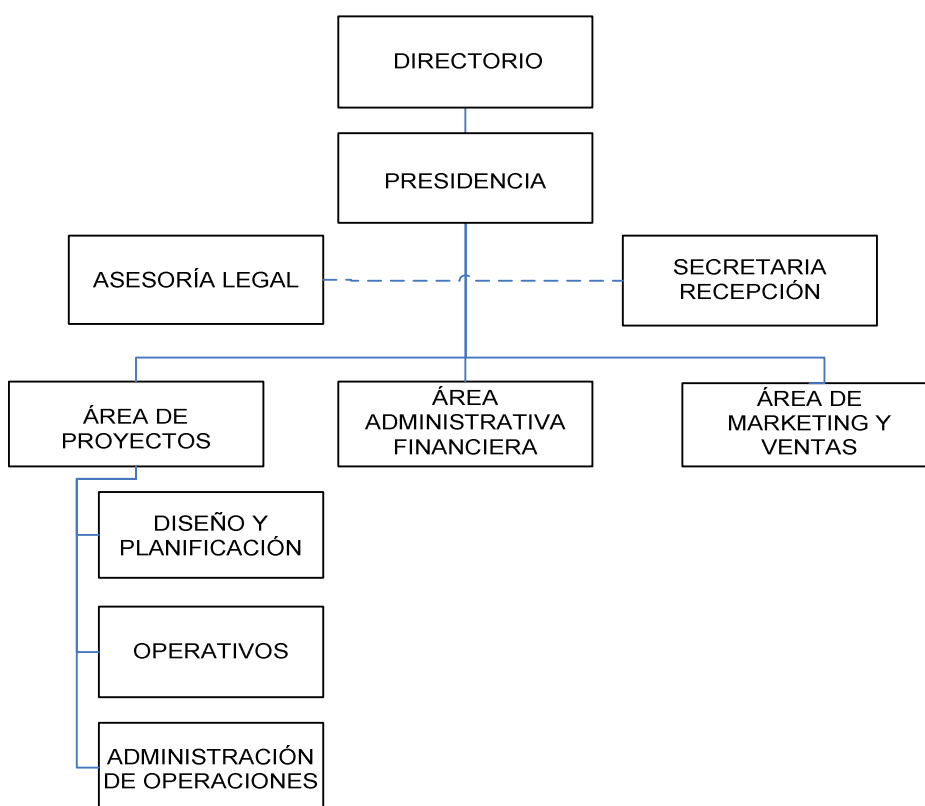 DIRECTORIO
PRESIDENCIA
ASESORÍA LEGAL
SECRETARIA
RECEPCIÓN
ÁREA DE
PROYECTOS
ÁREA
ADMINISTRATIVA
FINANCIERA
ÁREA DE
MARKETING Y
VENTAS
DISEÑO Y
PLANIFICACIÓN
OPERATIVOS
ADMINISTRACIÓN
DE OPERACIONES